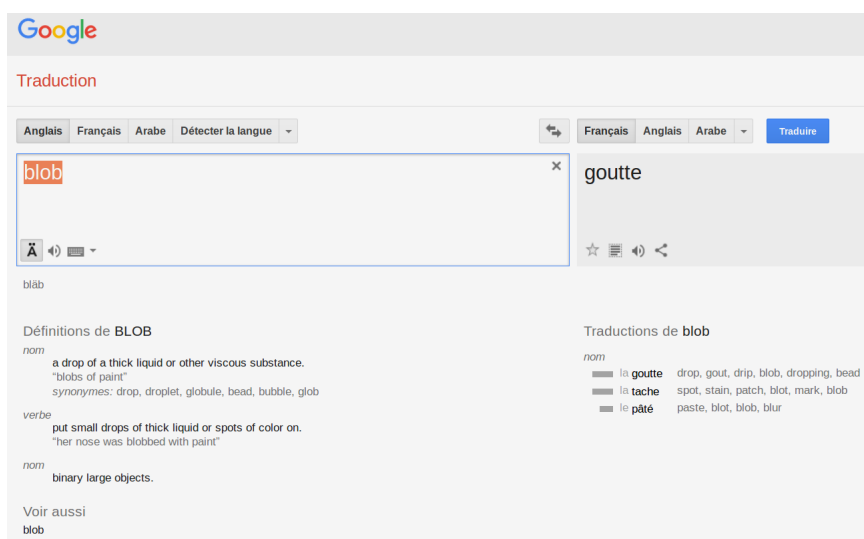 Google
Traduction
Anglais Français Arabe Détecter la langue
Français Anglais Arabe Traduire
blob
goutte
Ä
bläb
Définitions de BLOB
nom
a drop of a thick liquid or other viscous substance.
“blobs of paint”
synonymes: drop, droplet, globule, bead, bubble, glob
verbe
put small drops of thick liquid or spots of color on.
“her nose was blobbed with paint”
nom
binary large objects.
Voir aussi
blob
Traductions de blob
nom
la goutte drop, gout, drip, blob, dropping, bead
la tache spot, stain, patch, blot, mark, blob
le pâté paste, blot, blob, blur